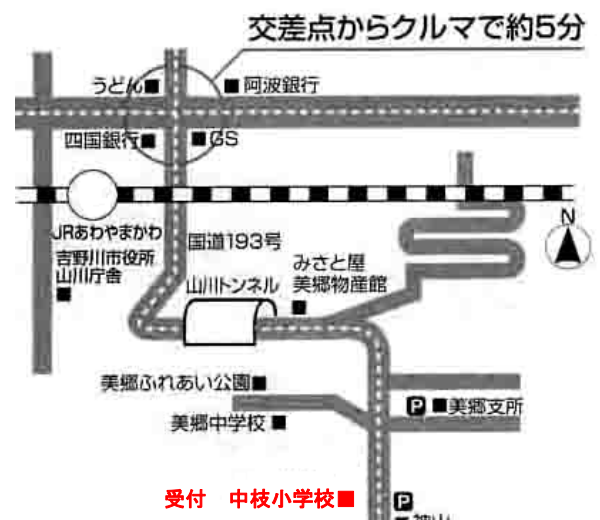 交差点からクルマで約5分
うどん
阿波銀行
四国銀行
GS
JRあわやまかわ
吉野川市役所
山川庁舎
国道193号
N
山川トンネル
みさと屋
美郷物産館
美郷ふれあい公園
美郷中学校
P
美郷支所
受付 中枝小学校
P